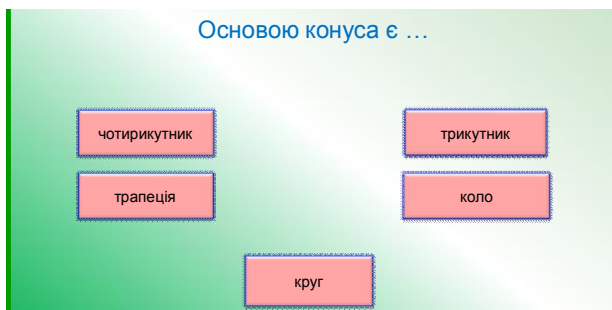 Основою конуса є …
чотирикутник
трикутник
трапеція
коло
круг